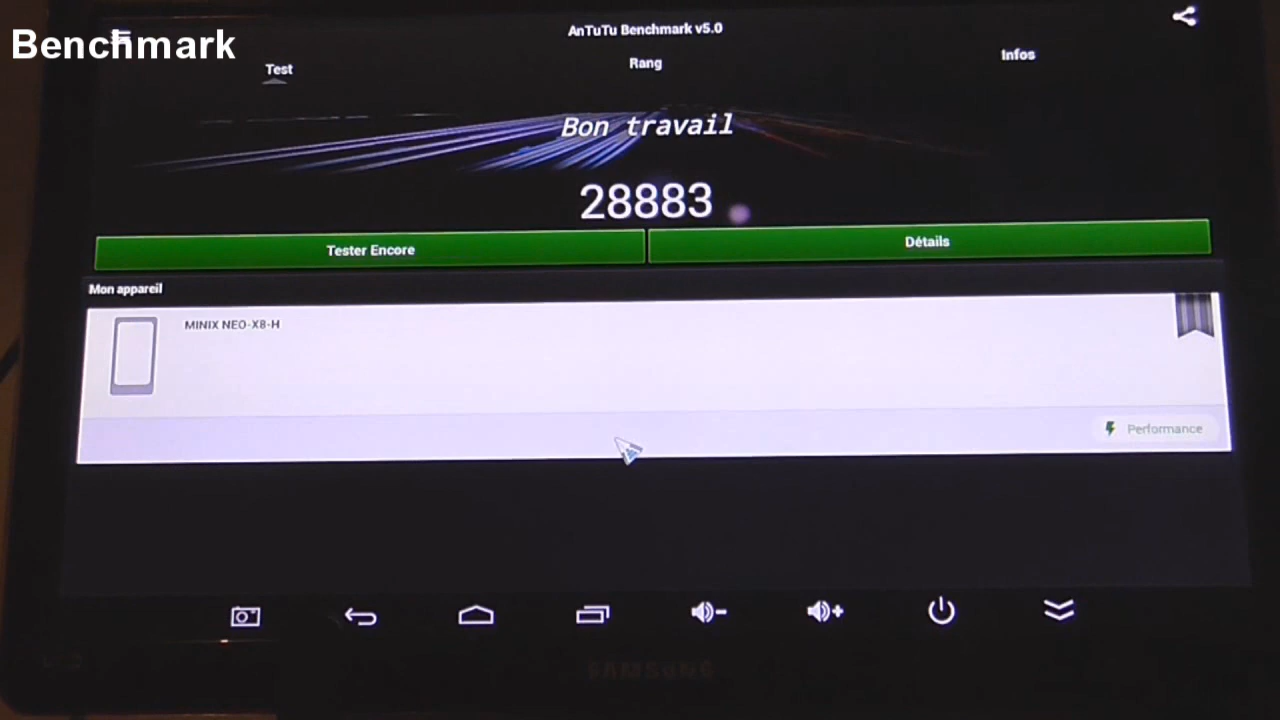 Benchmark
AnTuTu Benchmark v5.0
Test
Rang
Infos
Bon travail
28883
Tester Encore
Détails
Mon appareil
MINIX NEO-X8-H
Performance
SAMSUNG